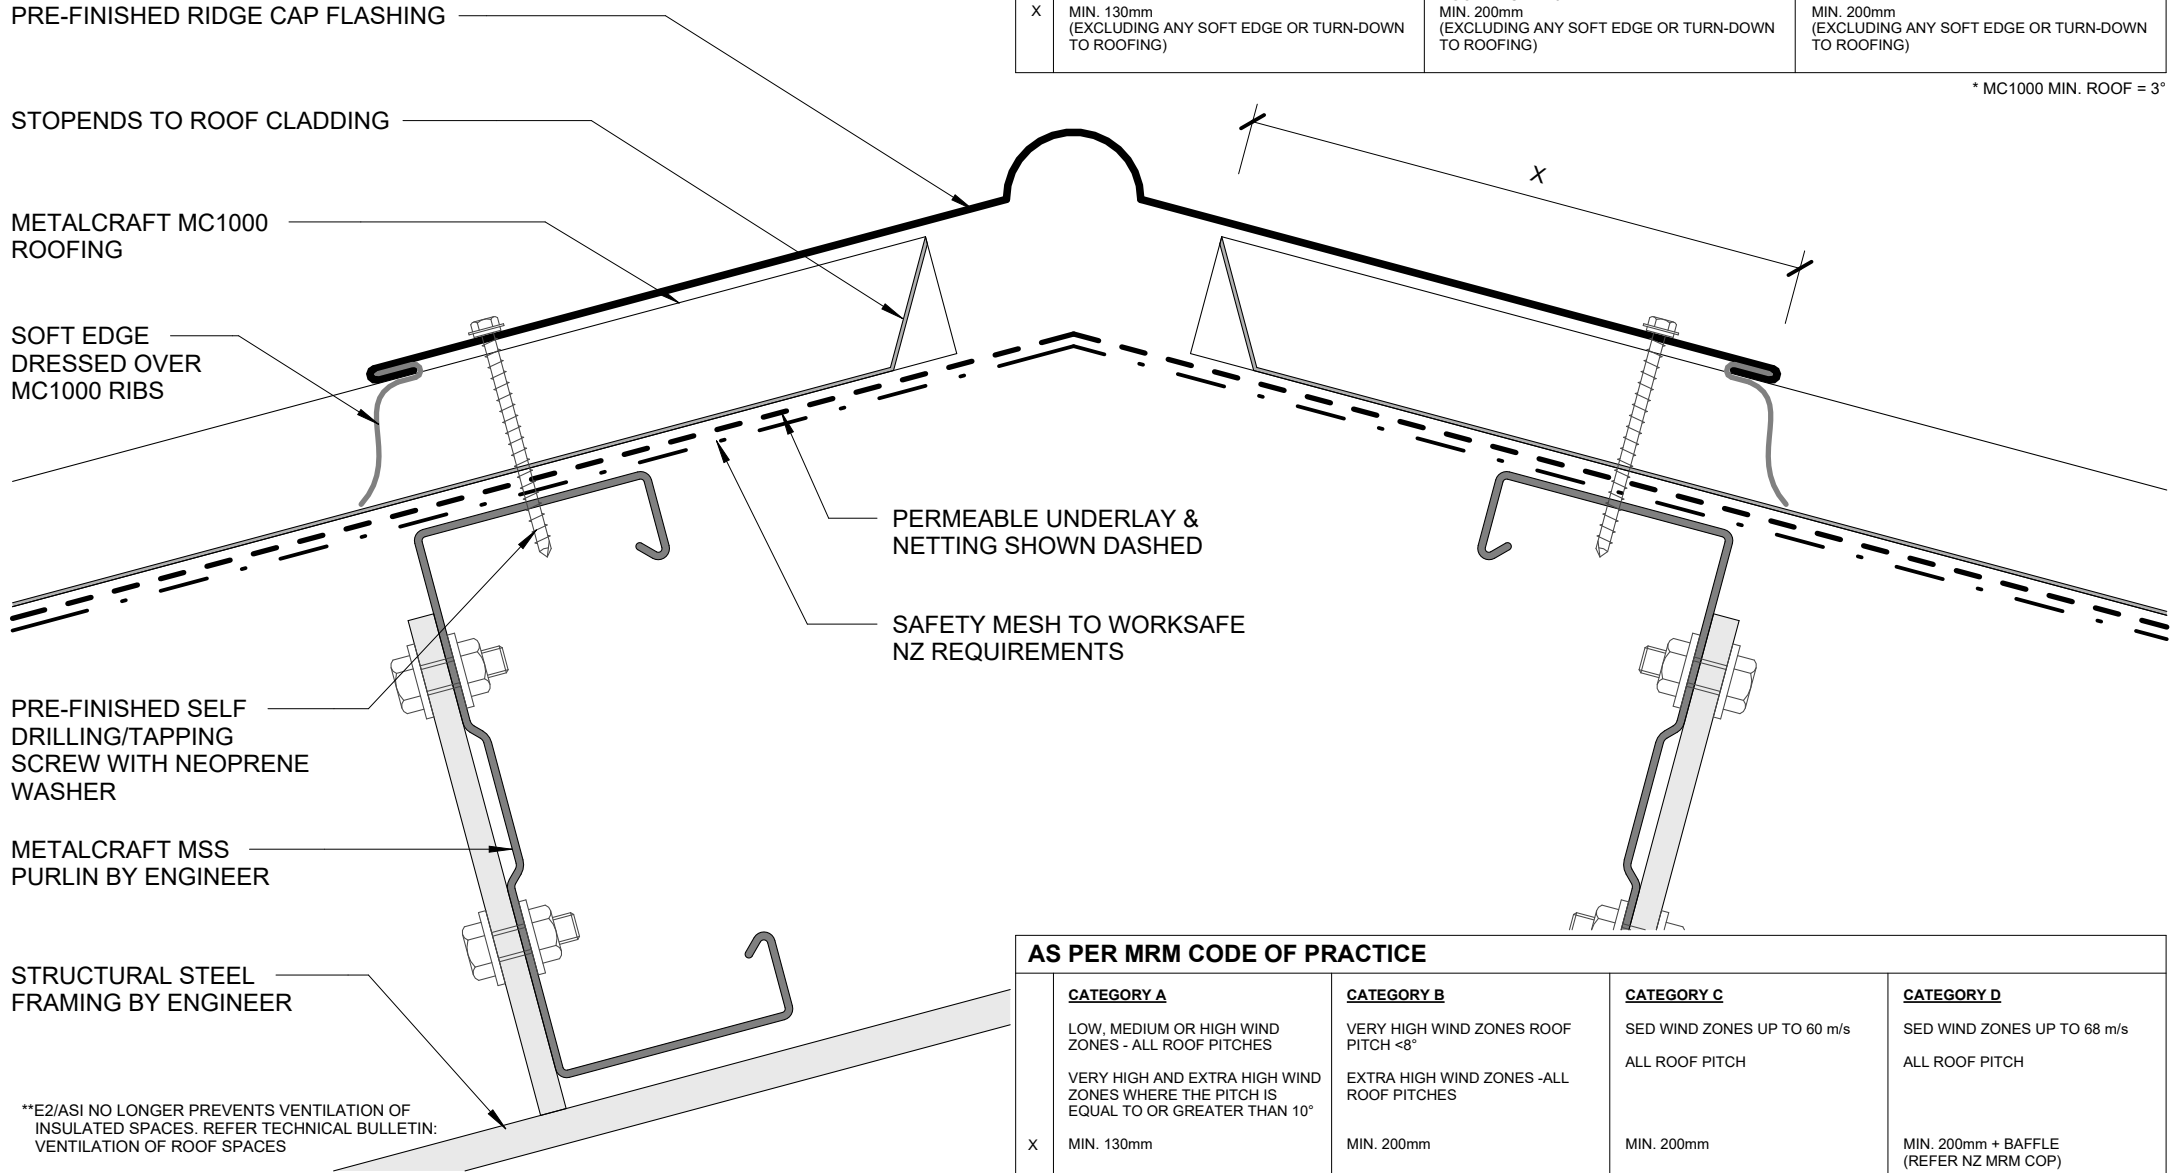 PRE-FINISHED RIDGE CAP FLASHING
STOPENDS TO ROOF CLADDING
METALCRAFT MC1000
ROOFING
SOFT EDGE
DRESSED OVER
MC1000 RIBS
PRE-FINISHED SELF
DRILLING/TAPPING
SCREW WITH NEOPRENE
WASHER
METALCRAFT MSS
PURLIN BY ENGINEER
STRUCTURAL STEEL
FRAMING BY ENGINEER
**E2/ASI NO LONGER PREVENTS VENTILATION OF
INSULATED SPACES. REFER TECHNICAL BULLETIN:
VENTILATION OF ROOF SPACES
X
MIN. 130mm
(EXCLUDING ANY SOFT EDGE OR TURN-DOWN
TO ROOFING)
MIN. 200mm
(EXCLUDING ANY SOFT EDGE OR TURN-DOWN
TO ROOFING)
MIN. 200mm
(EXCLUDING ANY SOFT EDGE OR TURN-DOWN
TO ROOFING)
* MC1000 MIN. ROOF = 3°
X
PERMEABLE UNDERLAY &
NETTING SHOWN DASHED
SAFETY MESH TO WORKSAFE
NZ REQUIREMENTS
AS PER MRM CODE OF PRACTICE
CATEGORY A
LOW, MEDIUM OR HIGH WIND
ZONES - ALL ROOF PITCHES
VERY HIGH AND EXTRA HIGH WIND
ZONES WHERE THE PITCH IS
EQUAL TO OR GREATER THAN 10°
CATEGORY B
VERY HIGH WIND ZONES ROOF
PITCH <8°
EXTRA HIGH WIND ZONES -ALL
ROOF PITCHES
CATEGORY C
SED WIND ZONES UP TO 60 m/s
ALL ROOF PITCH
CATEGORY D
SED WIND ZONES UP TO 68 m/s
ALL ROOF PITCH
X
MIN. 130mm
MIN. 200mm
MIN. 200mm
MIN. 200mm + BAFFLE
(REFER NZ MRM COP)